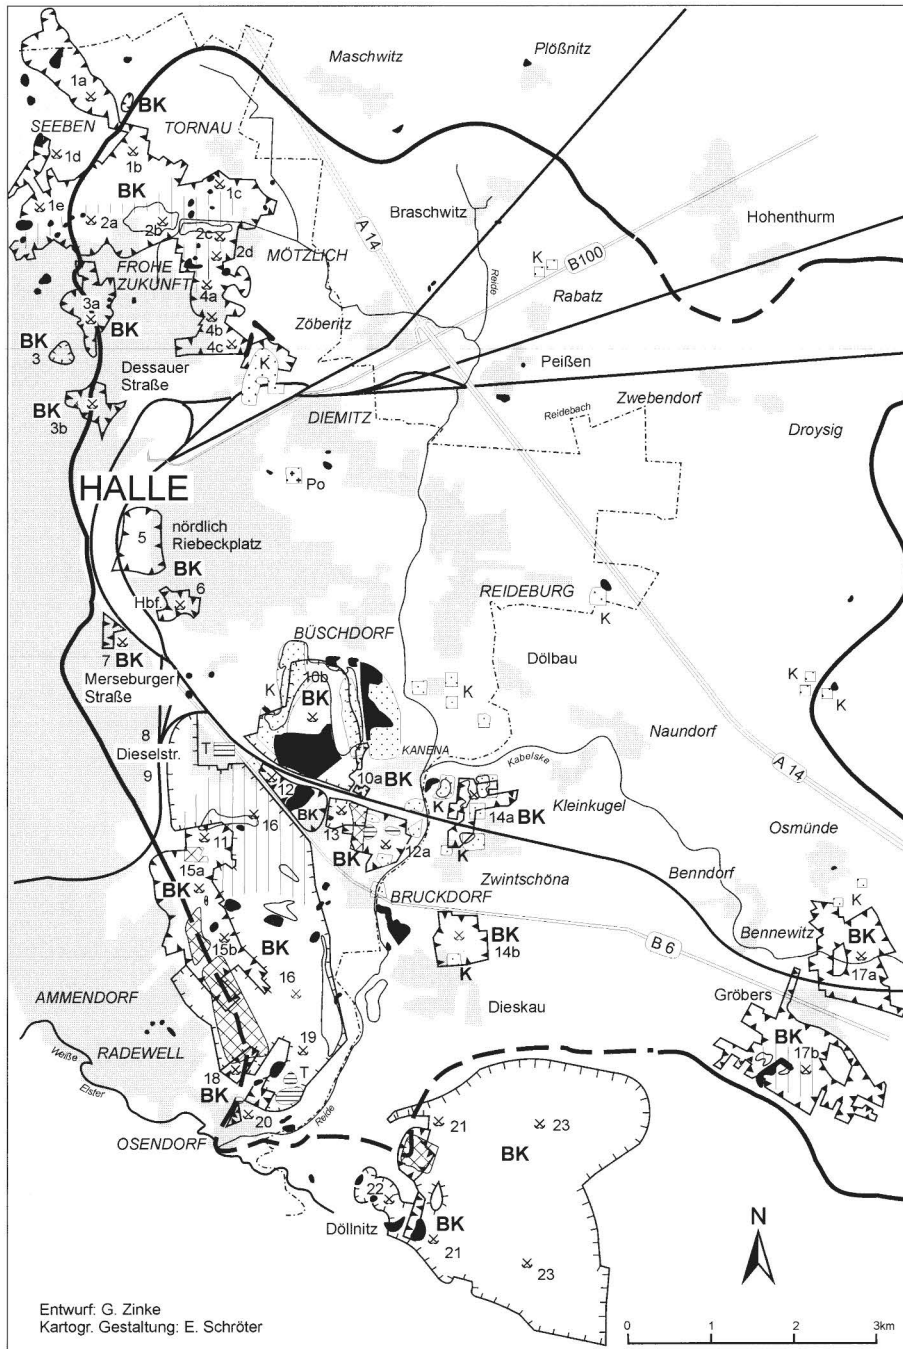 Maschwitz
Plößnitz
1a
BK
SEEBEN
TORNAU
1d
1b
BK
1c
1e
2a
2b
2c
2d
A 14
Braschwitz
Hohenthurm
MÖTZLICH
FROHE
ZUKUNFT
4a
Reide
K
B100
Rabatz
3a
BK
4b
Zöberitz
BK
3
4c
K
Peißen
Dessauer
Straße
BK
3b
DIEMITZ
Zwebendorf
Reidebach
Droysig
Po
HALLE
5
nördlich
Riebeckplatz
BK
Hbf.
6
REIDEBURG
K
7
BK
Merseburger
Straße
BÜSCHDORF
Dölbau
10b
K
BK
K
K
8
Dieselstr.
9
T
KANENA
Naundorf
A 14
Kabelske
10a
BK
12
BK
K
14a
BK
Kleinkugel
16
13
Osmünde
11
BK
12a
K
15a
BK
Zwintschöna
Benndorf
BRUCKDORF
K
15b
BK
BK
14b
K
B 6
Bennewitz
BK
17a
16
AMMENDORF
Dieskau
Gröbers
RADEWELL
19
BK
17b
Weiße
Elster
18
T
BK
20
Reide
OSENDORF
21
23
BK
22
Döllnitz
BK
21
23
N
Entwurf: G. Zinke
Kartogr. Gestaltung: E. Schröter
0
1
2
3km